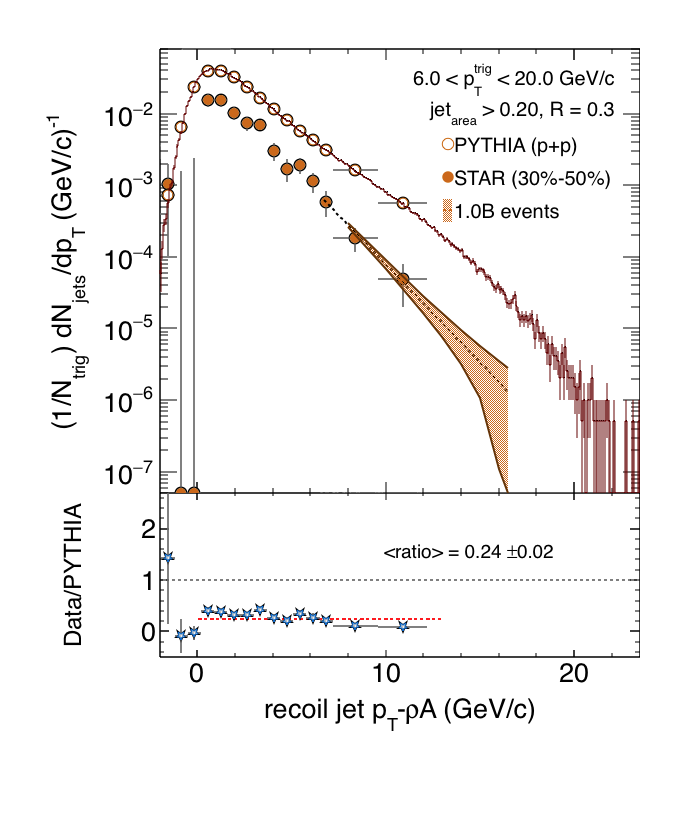 6.0 < p_T^trig < 20.0 GeV/c
jet_area > 0.20, R = 0.3
PYTHIA (p+p)
STAR (30%-50%)
1.0B events
(1/N_trig) dN_jets/dp_T (GeV/c)^-1
10^-2
10^-3
10^-4
10^-5
10^-6
10^-7
<ratio> = 0.24 ±0.02
Data/PYTHIA
2
1
0
0 10 20
recoil jet p_T-ρA (GeV/c)